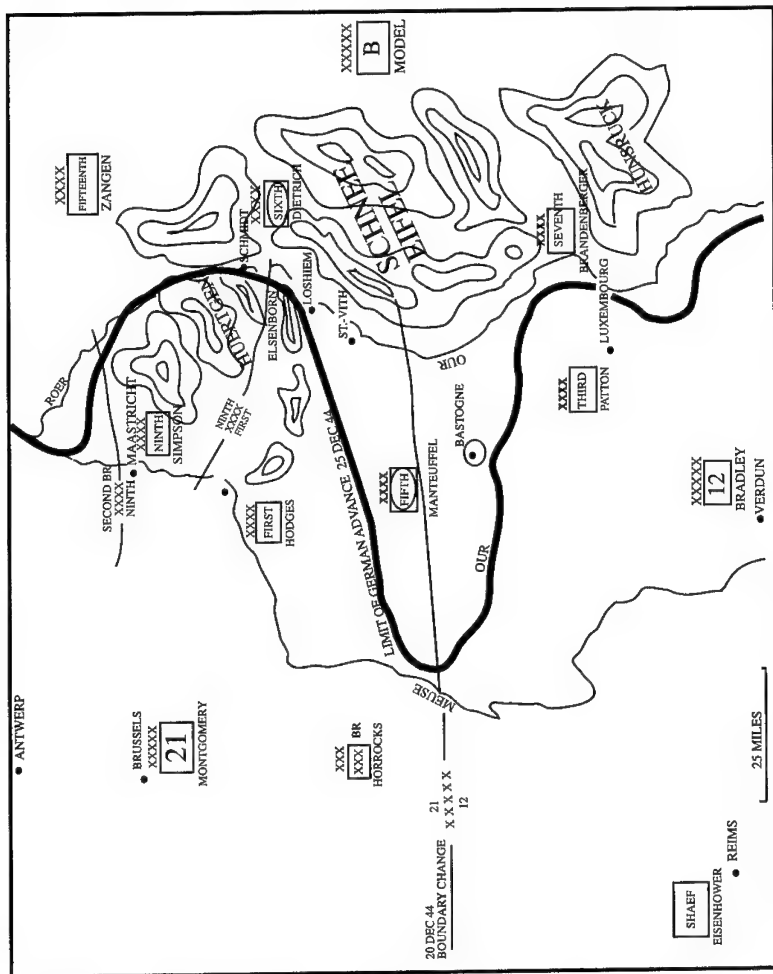 ANTWERP
BRUSSELS
XXXXX
21
MONTGOMERY
XXX
XXX BR
HORROCKS
20 DEC 44
BOUNDARY CHANGE
21
XXXXX
12
SHAEF
EISENHOWER
REIMS
25 MILES
MEUSE
SECOND BR
XXXX
NINTH
MAASTRICHT
XXXX
NINTH
SIMPSON
ROER
NINTH
XXXX
FIRST
XXXX
FIRST
HODGES
HUERTGEN
ELSENBORN
SCHMIDT
LOSHIEM
ST.-VITH
LIMIT OF GERMAN ADVANCE 25 DEC 44
XXXX
FIFTH
MANTEUFFEL
OUR
BASTOGNE
OUR
XXXX
THIRD
PATTON
LUXEMBOURG
XXXXX
12
BRADLEY
VERDUN
XXXX
FIFTEENTH
ZANGEN
XXXX
SIXTH
DIETRICH
SCHNEE
EIFEL
XXXX
SEVENTH
BRANDENBERGER
HUNSRUCK
XXXXX
B
MODEL